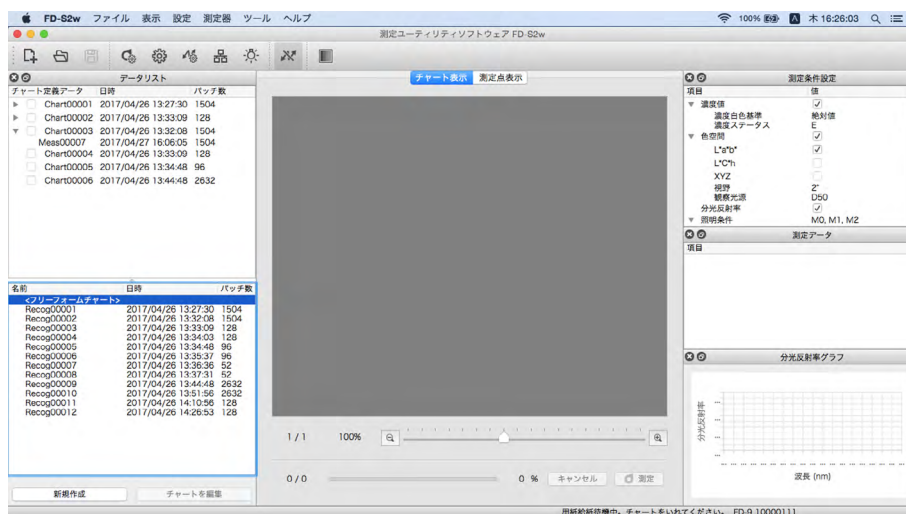 FD-S2w ファイル 表示 設定 測定器 ツール ヘルプ 100% 木 16:26:03
測定ユーティリティソフトウェア FD-S2w
データリスト
チャート定義データ 日時 パッチ数
Chart00001 2017/04/26 13:27:30 1504
Chart00002 2017/04/26 13:33:09 128
Chart00003 2017/04/26 13:32:08 1504
Meas00007 2017/04/27 16:06:05 1504
Chart00004 2017/04/26 13:33:09 128
Chart00005 2017/04/26 13:34:48 96
Chart00006 2017/04/26 13:44:48 2632
名前 日時 パッチ数
<フリーフォームチャート>
Recog00001 2017/04/26 13:27:30 1504
Recog00002 2017/04/26 13:32:08 1504
Recog00003 2017/04/26 13:33:09 128
Recog00004 2017/04/26 13:34:03 128
Recog00005 2017/04/26 13:34:48 96
Recog00006 2017/04/26 13:35:37 96
Recog00007 2017/04/26 13:36:36 52
Recog00008 2017/04/26 13:37:31 52
Recog00009 2017/04/26 13:44:48 2632
Recog00010 2017/04/26 13:51:56 2632
Recog00011 2017/04/26 14:10:56 128
Recog00012 2017/04/26 14:26:53 128
新規作成 チャートを編集
チャート表示 測定点表示
1 / 1 100%
0 / 0 0 % キャンセル 測定
測定条件設定
項目 値
濃度値
濃度白色基準 絶対値
濃度ステータス E
色空間
L*a*b*
L*C*h
XYZ
視野 2°
観察光源 D50
分光反射率
照明条件 M0, M1, M2
測定データ
項目
分光反射率グラフ
分光反射率
波長 (nm)
用紙給紙待機中。チャートをいれてください。 FD-9 10000111